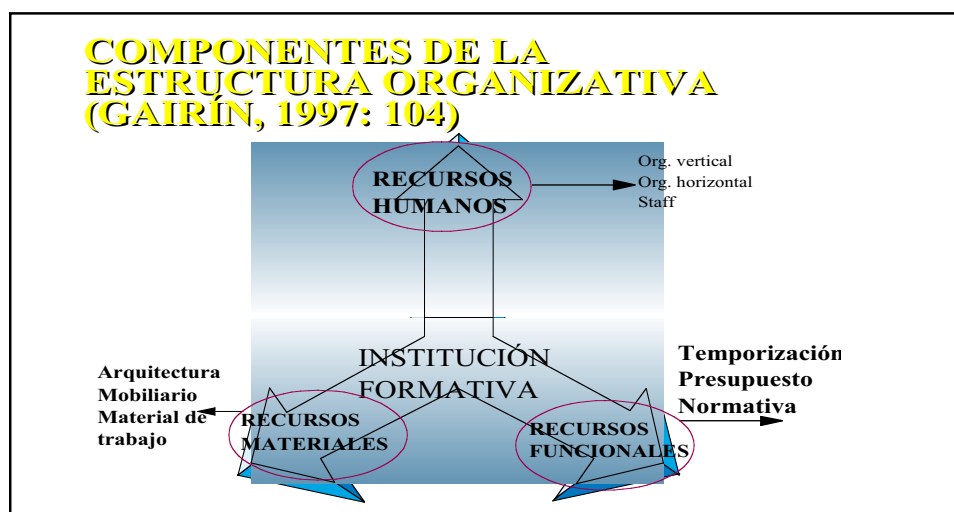 COMPONENTES DE LA
ESTRUCTURA ORGANIZATIVA
(GAIRÍN, 1997: 104)
RECURSOS
HUMANOS
Org. vertical
Org. horizontal
Staff
INSTITUCIÓN
FORMATIVA
Arquitectura
Mobiliario
Material de
trabajo
RECURSOS
MATERIALES
RECURSOS
FUNCIONALES
Temporización
Presupuesto
Normativa